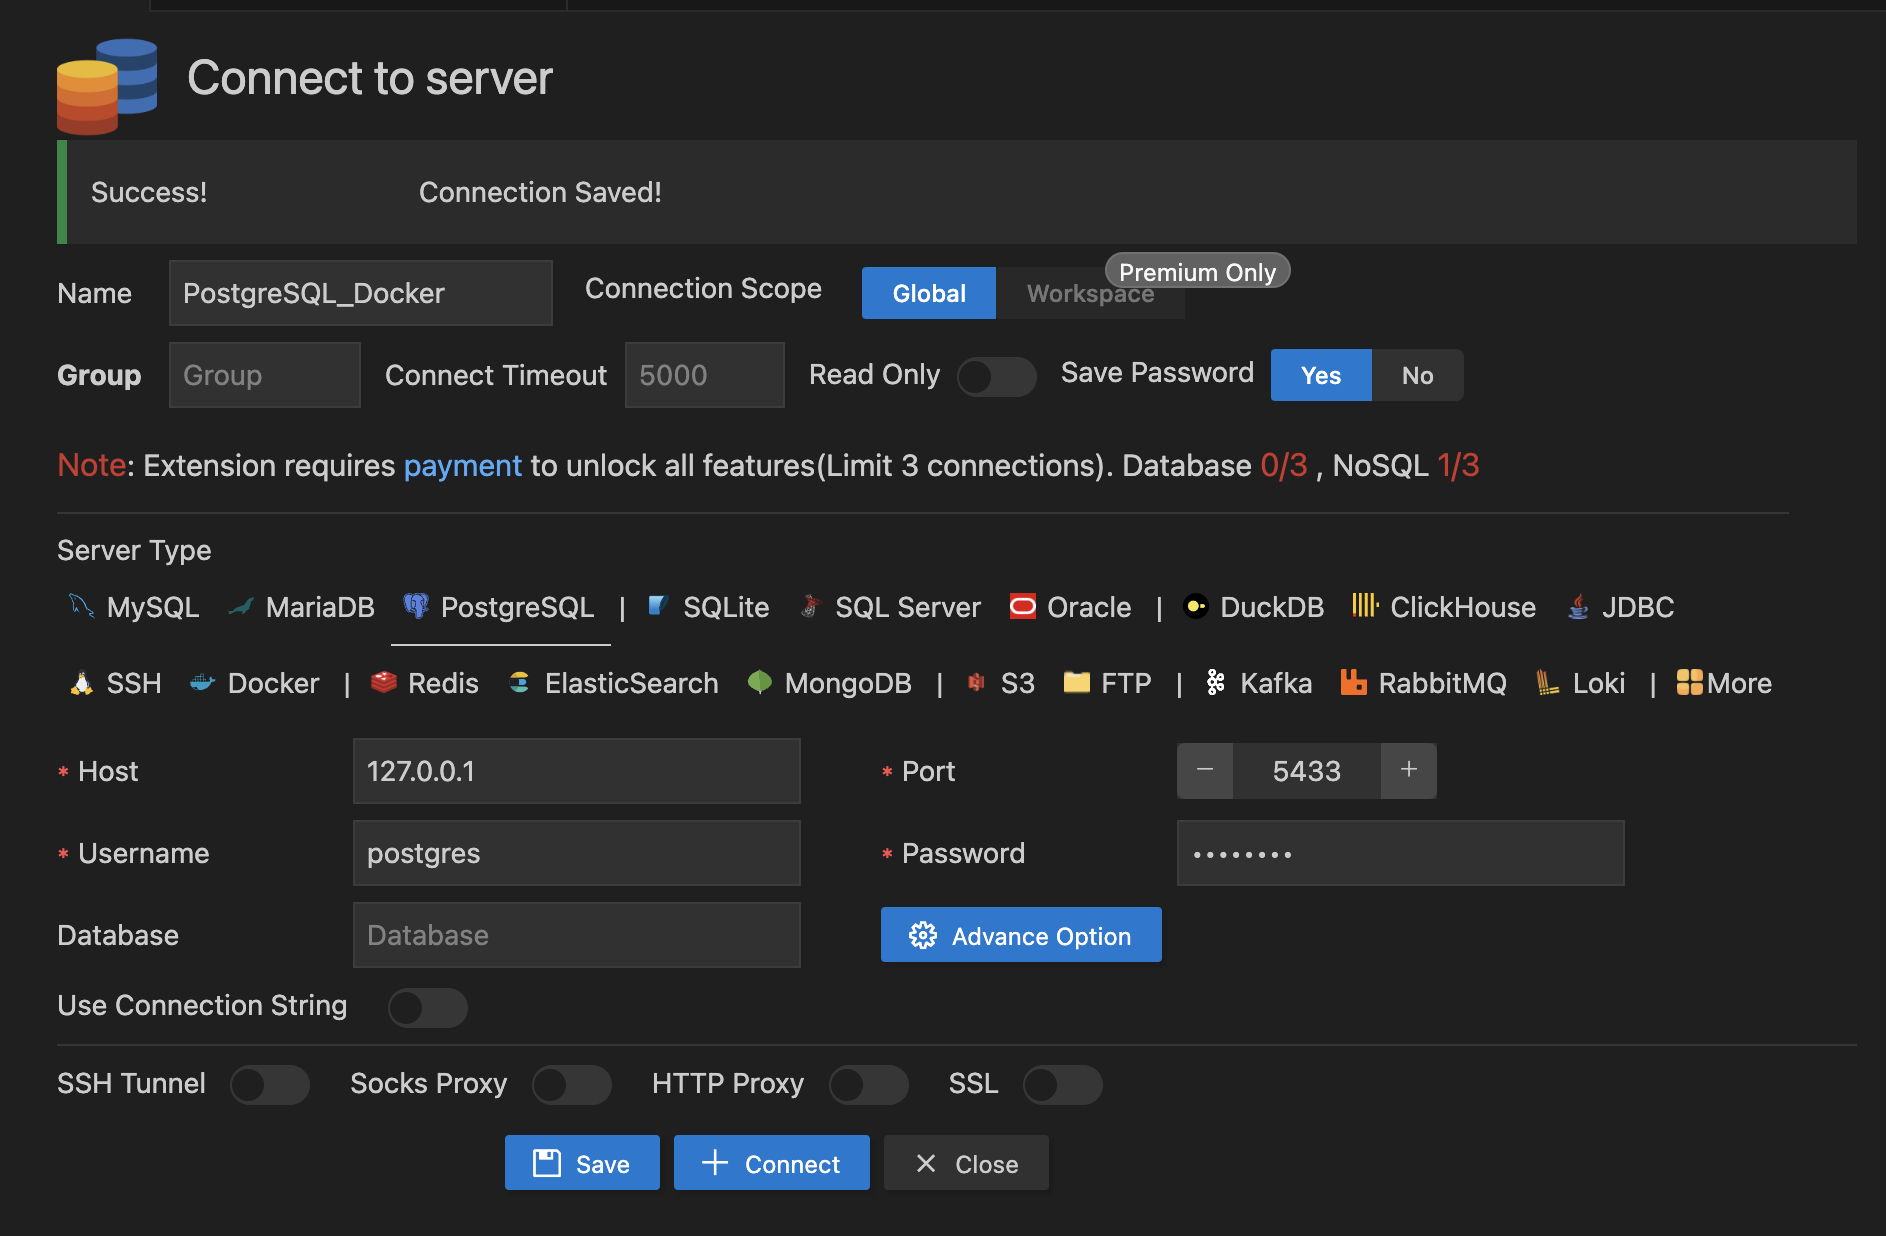 Connect to server
Success! Connection Saved!
Premium Only
Name PostgreSQL_Docker Connection Scope Global Workspace
Group Group Connect Timeout 5000 Read Only Save Password Yes No
Note: Extension requires payment to unlock all features(Limit 3 connections). Database 0/3 , NoSQL 1/3
Server Type
MySQL MariaDB PostgreSQL | SQLite SQL Server Oracle | DuckDB ClickHouse JDBC
SSH Docker | Redis ElasticSearch MongoDB | S3 FTP | Kafka RabbitMQ Loki | More
* Host 127.0.0.1 * Port − 5433 +
* Username postgres * Password ••••••••
Database Database Advance Option
Use Connection String
SSH Tunnel Socks Proxy HTTP Proxy SSL
Save Connect Close